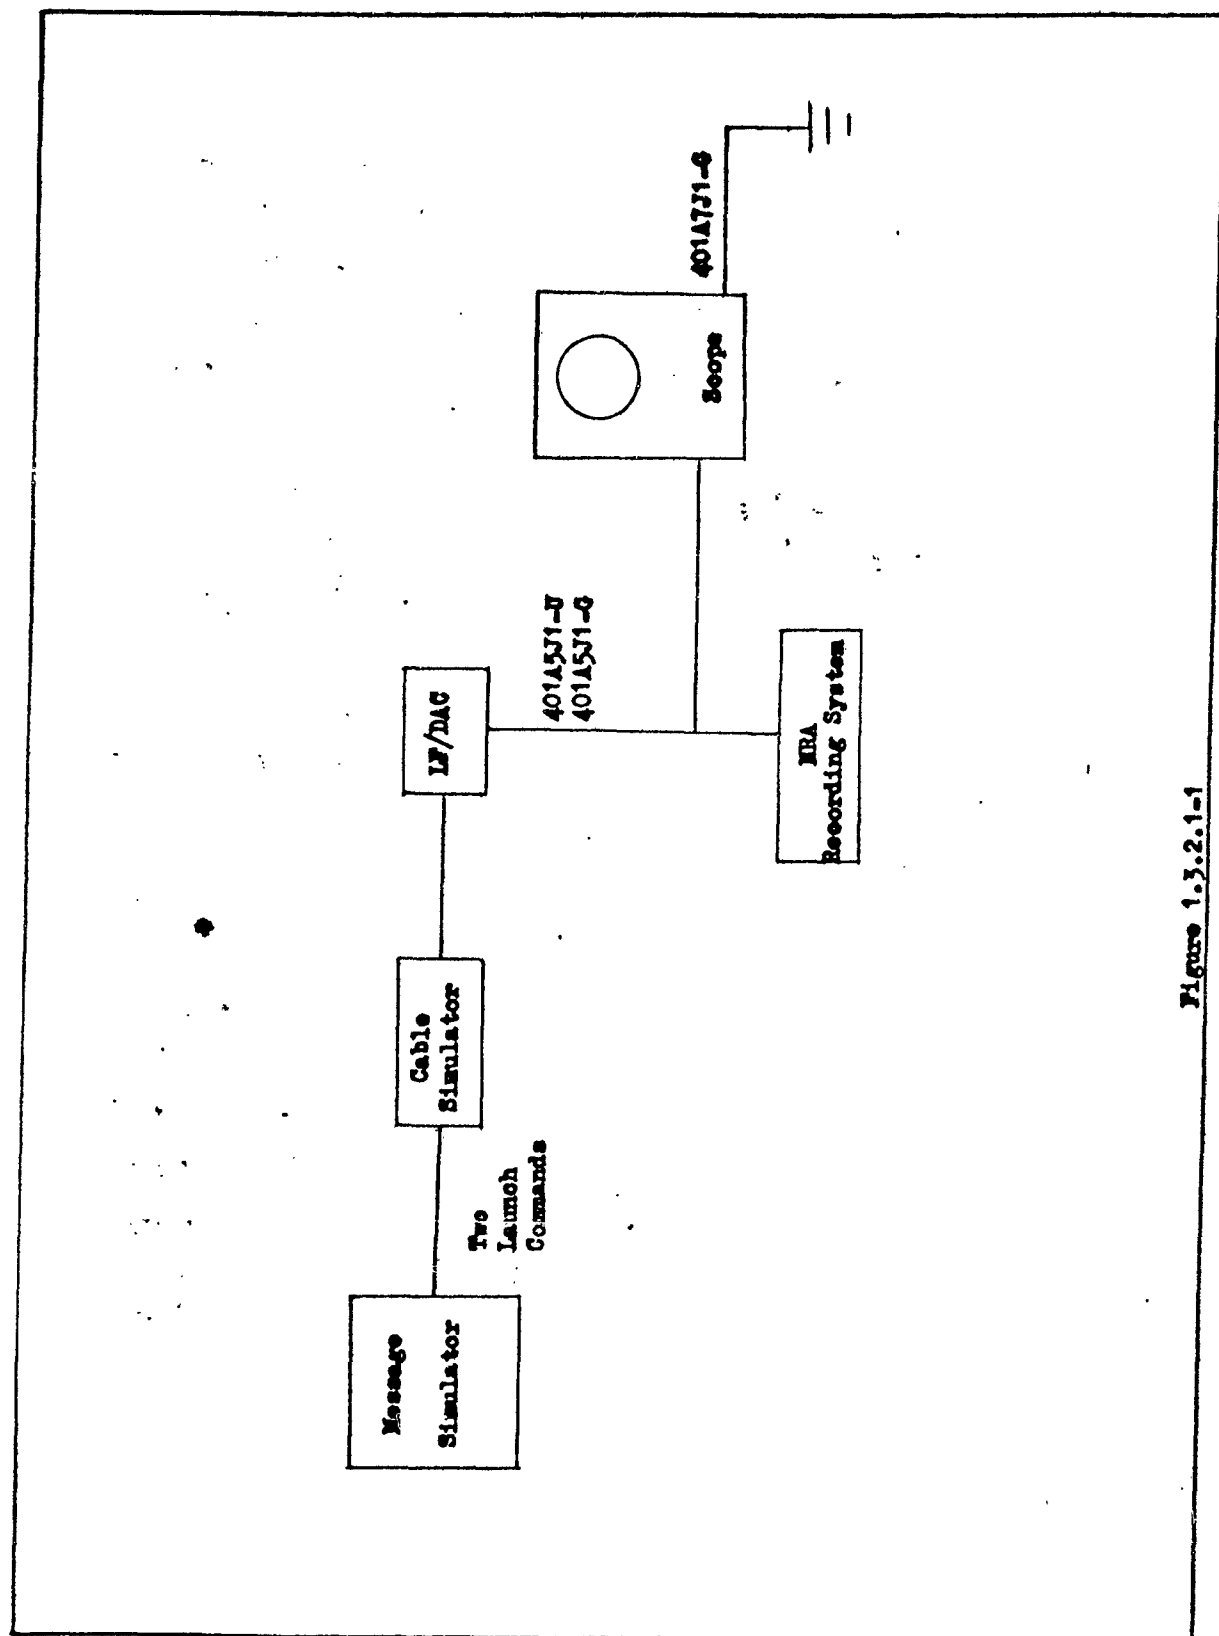 Message
Simulator
Two
Launch
Commands
Cable
Simulator
LF/DAC
401A5J1-U
401A5J1-G
MRA
Recording System
Scope
401A7J1-G
Figure 1.3.2.1-1